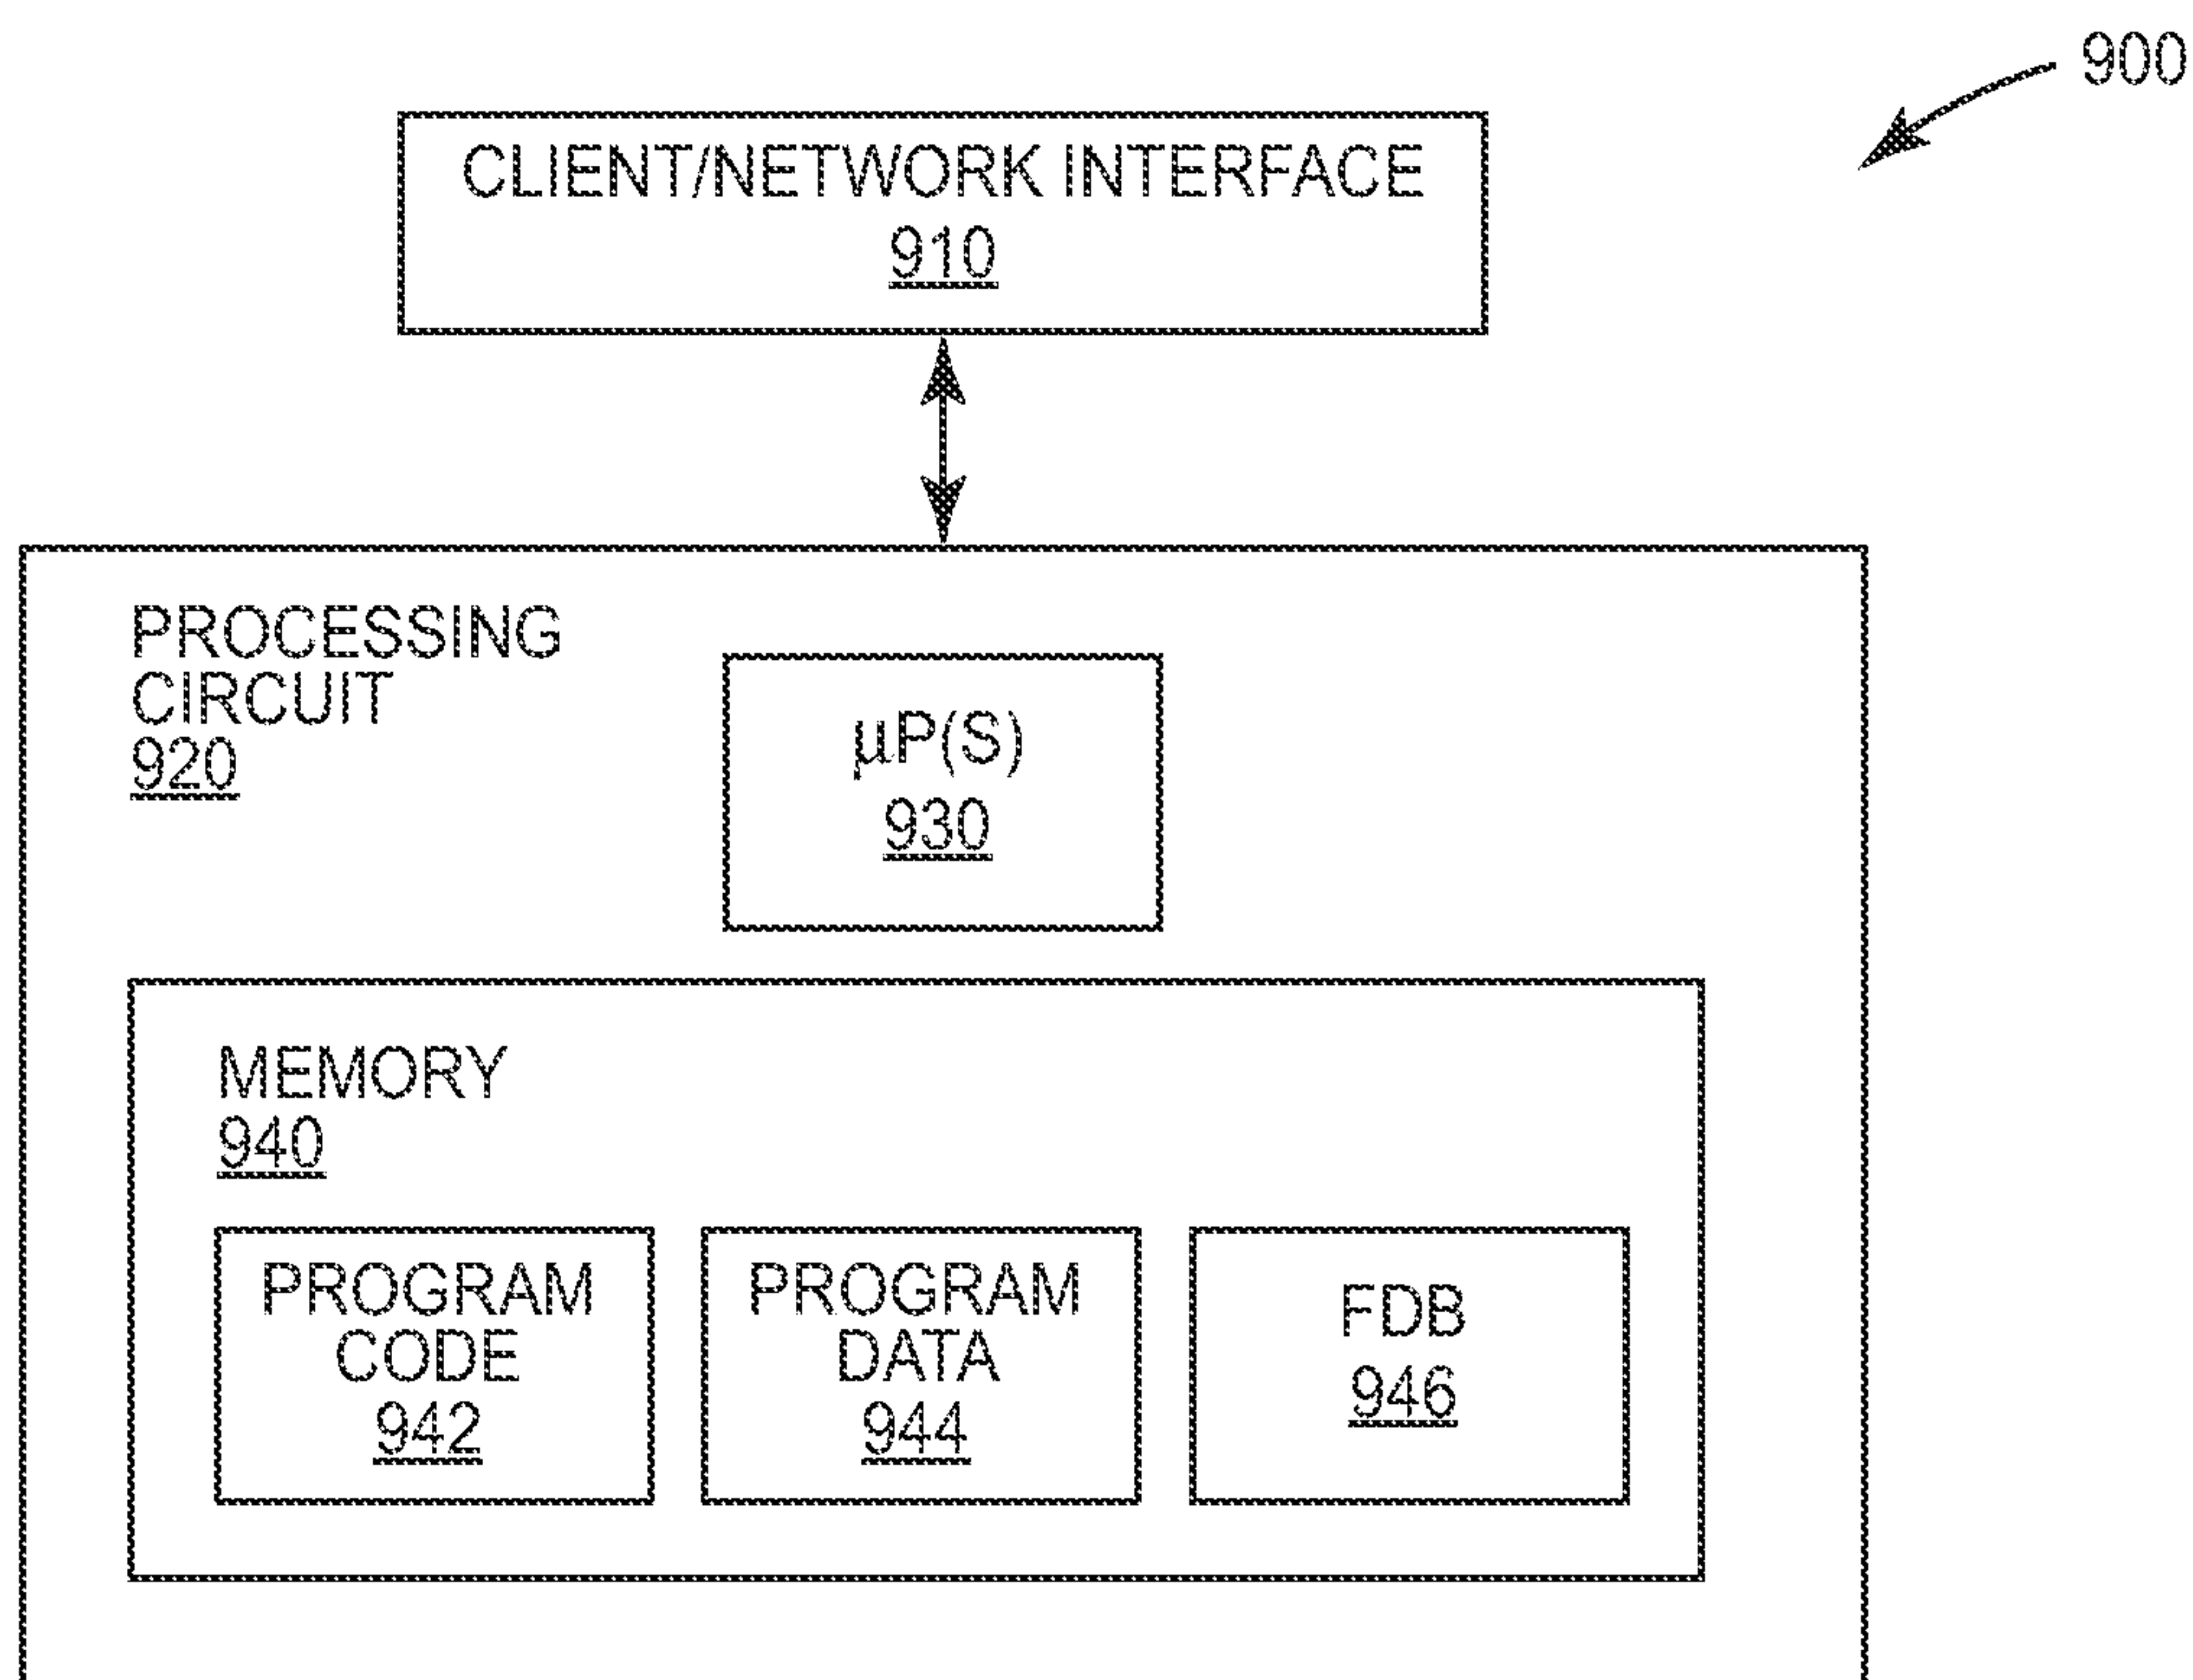 900
CLIENT/NETWORK INTERFACE
910
PROCESSING
CIRCUIT
920
µP(S)
930
MEMORY
940
PROGRAM
CODE
942
PROGRAM
DATA
944
FDB
946